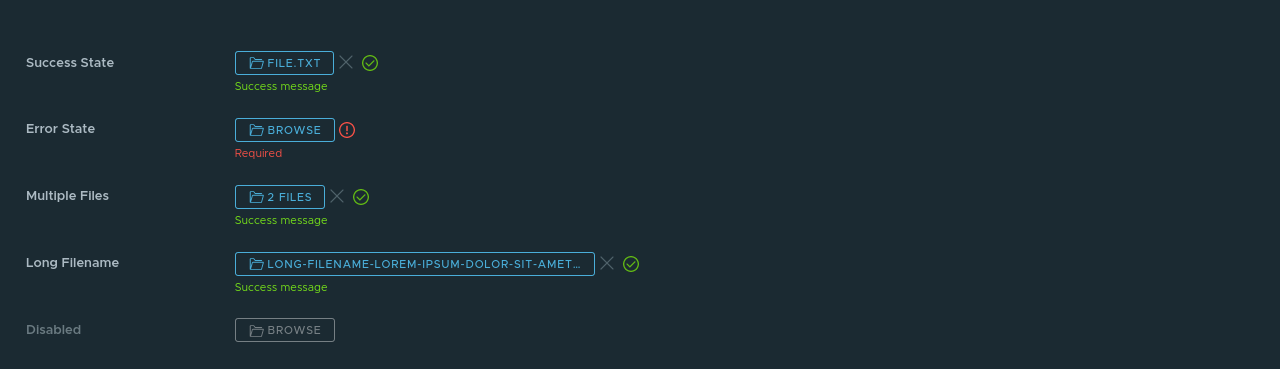 Success State
FILE.TXT
Success message
Error State
BROWSE
Required
Multiple Files
2 FILES
Success message
Long Filename
LONG-FILENAME-LOREM-IPSUM-DOLOR-SIT-AMET...
Success message
Disabled
BROWSE